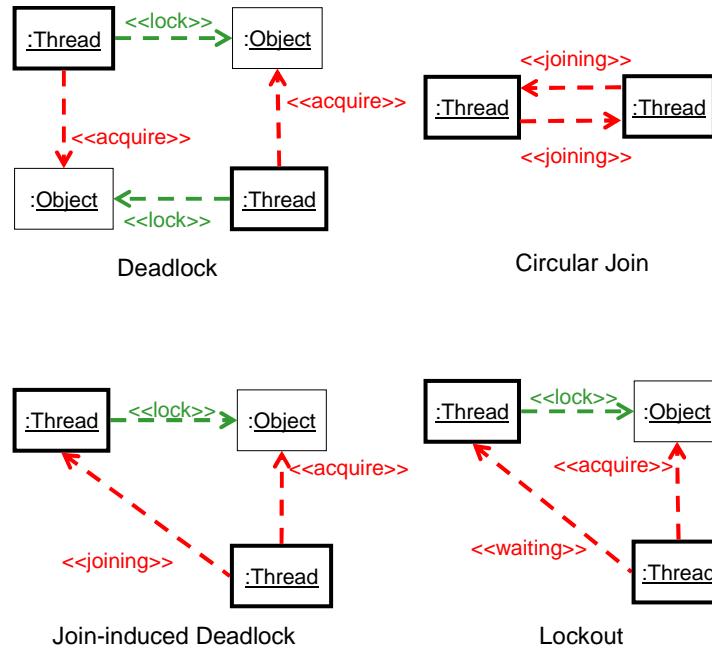 :Thread
<<lock>>
:Object
<<acquire>>
<<acquire>>
:Object
<<lock>>
:Thread
Deadlock
<<joining>>
:Thread
:Thread
<<joining>>
Circular Join
:Thread
<<lock>>
:Object
<<acquire>>
<<joining>>
:Thread
Join-induced Deadlock
:Thread
<<lock>>
:Object
<<acquire>>
<<waiting>>
:Thread
Lockout